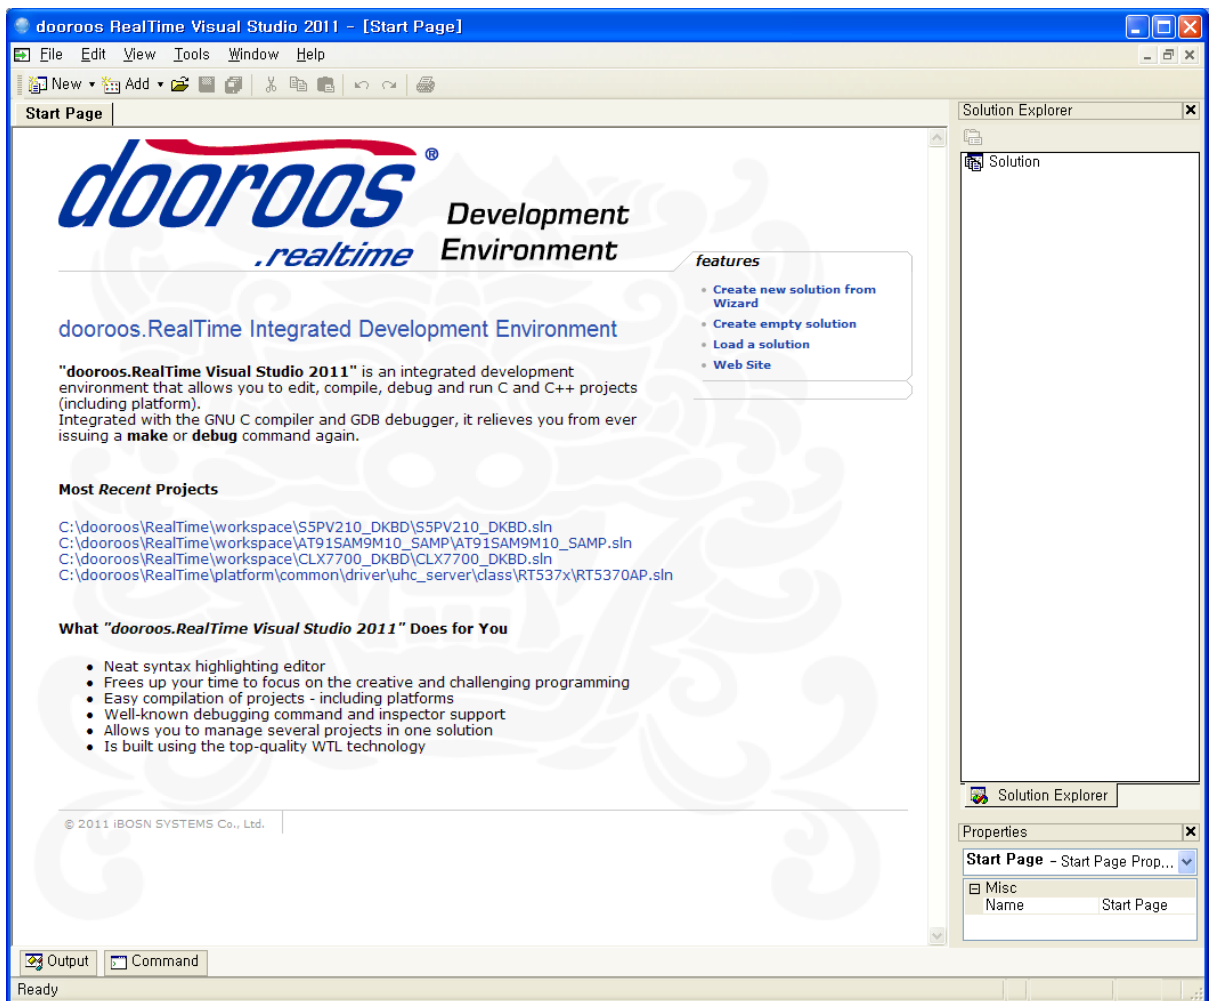 dooroos RealTime Visual Studio 2011 - [Start Page]
File Edit View Tools Window Help
New Add
Start Page
dooroos®
.realtime
Development
Environment
features
Create new solution from
Wizard
Create empty solution
Load a solution
Web Site
dooroos.RealTime Integrated Development Environment
"dooroos.RealTime Visual Studio 2011" is an integrated development
environment that allows you to edit, compile, debug and run C and C++ projects
(including platform).
Integrated with the GNU C compiler and GDB debugger, it relieves you from ever
issuing a make or debug command again.
Most Recent Projects
C:\dooroos\RealTime\workspace\S5PV210_DKBD\S5PV210_DKBD.sln
C:\dooroos\RealTime\workspace\AT91SAM9M10_SAMP\AT91SAM9M10_SAMP.sln
C:\dooroos\RealTime\workspace\CLX7700_DKBD\CLX7700_DKBD.sln
C:\dooroos\RealTime\platform\common\driver\uhc_server\class\RT537x\RT5370AP.sln
What "dooroos.RealTime Visual Studio 2011" Does for You
Neat syntax highlighting editor
Frees up your time to focus on the creative and challenging programming
Easy compilation of projects - including platforms
Well-known debugging command and inspector support
Allows you to manage several projects in one solution
Is built using the top-quality WTL technology
© 2011 iBOSN SYSTEMS Co., Ltd.
Solution Explorer
Solution
Solution Explorer
Properties
Start Page - Start Page Prop...
Misc
Name Start Page
Output Command
Ready